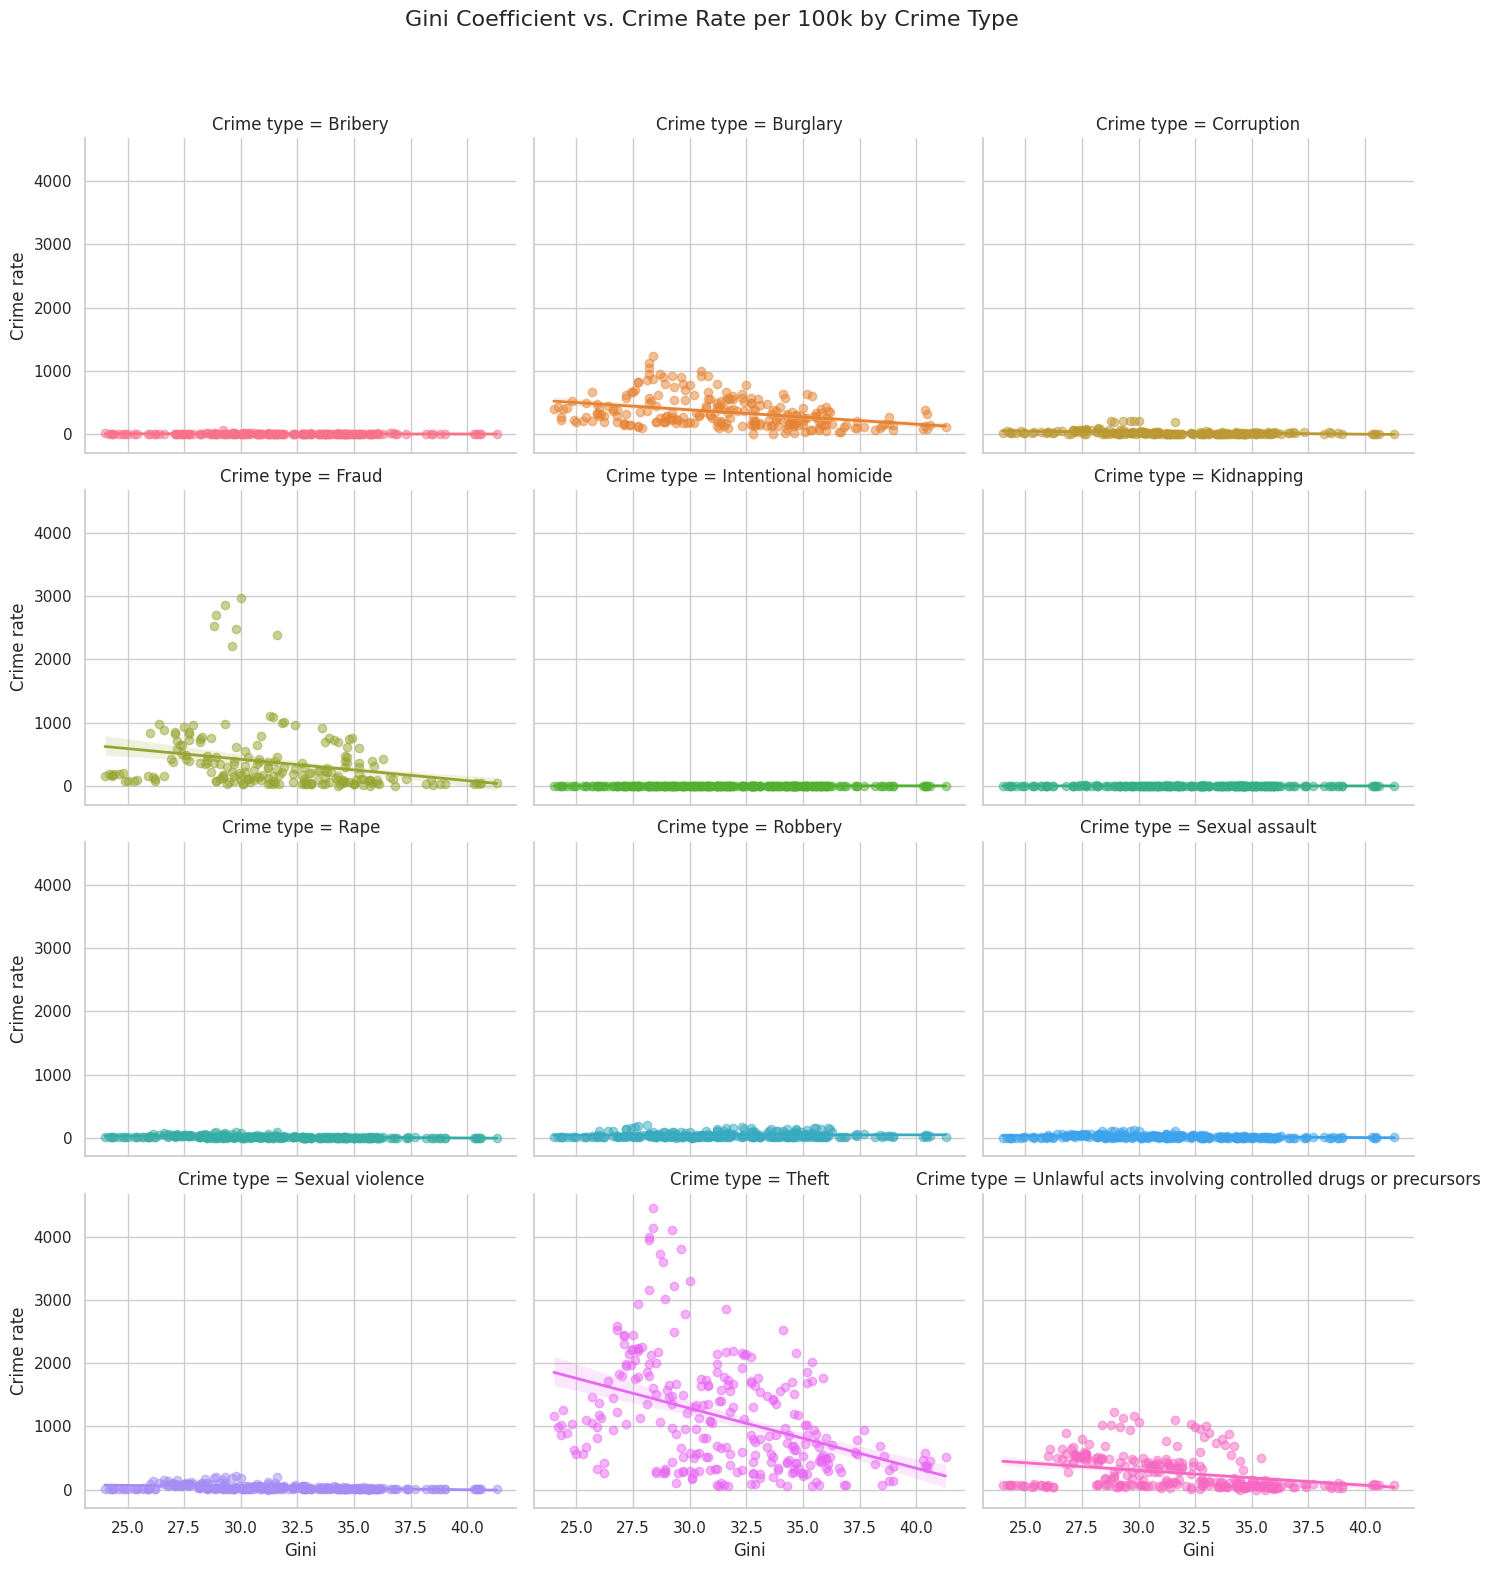 Gini Coefficient vs. Crime Rate per 100k by Crime Type
Crime type = Bribery
Crime type = Burglary
Crime type = Corruption
4000
3000
2000
1000
0
Crime rate
Crime type = Fraud
Crime type = Intentional homicide
Crime type = Kidnapping
4000
3000
2000
1000
0
Crime rate
Crime type = Rape
Crime type = Robbery
Crime type = Sexual assault
4000
3000
2000
1000
0
Crime rate
Crime type = Sexual violence
Crime type = Theft
Crime type = Unlawful acts involving controlled drugs or precursors
4000
3000
2000
1000
0
Crime rate
25.0 27.5 30.0 32.5 35.0 37.5 40.0
Gini
25.0 27.5 30.0 32.5 35.0 37.5 40.0
Gini
25.0 27.5 30.0 32.5 35.0 37.5 40.0
Gini